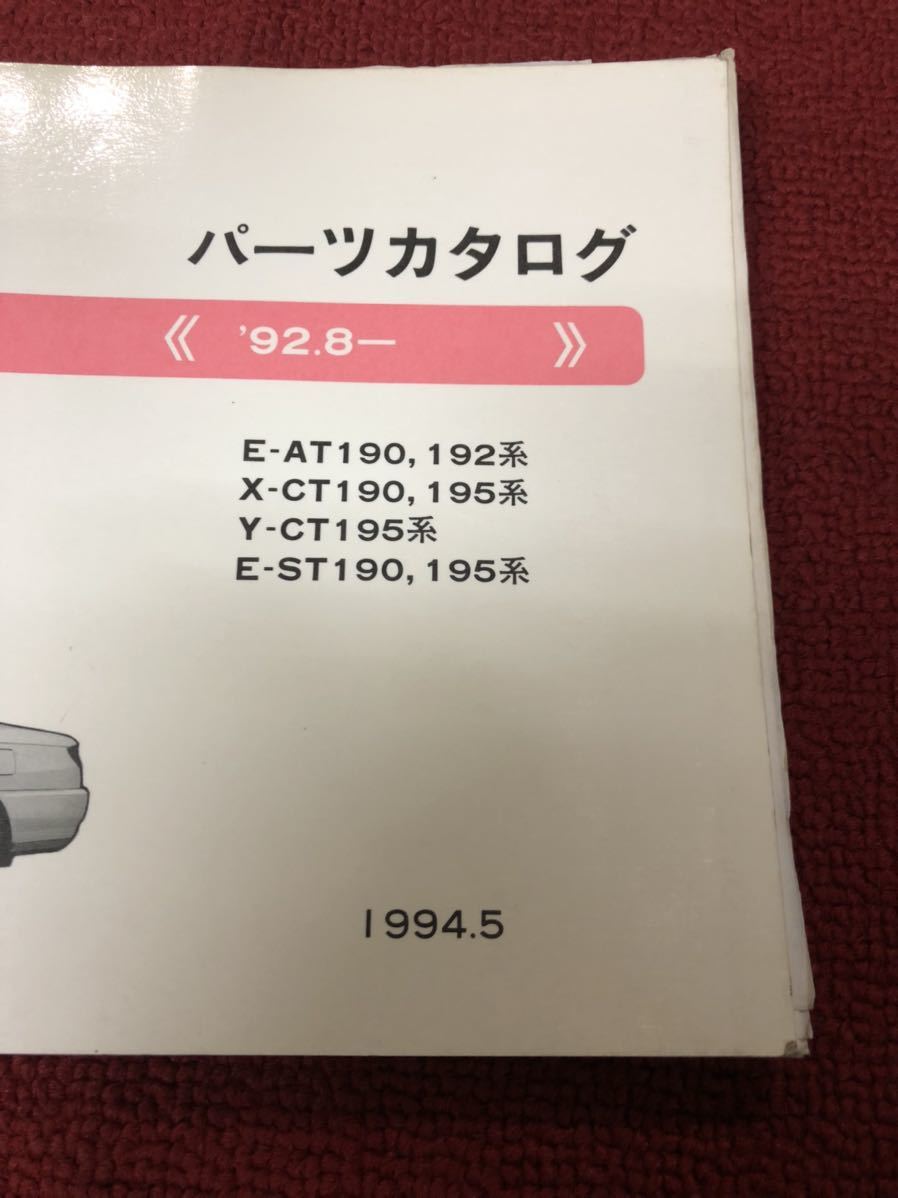 パーツカタログ
《 '92.8― 》
E-AT190, 192系
X-CT190, 195系
Y-CT195系
E-ST190, 195系
1994.5